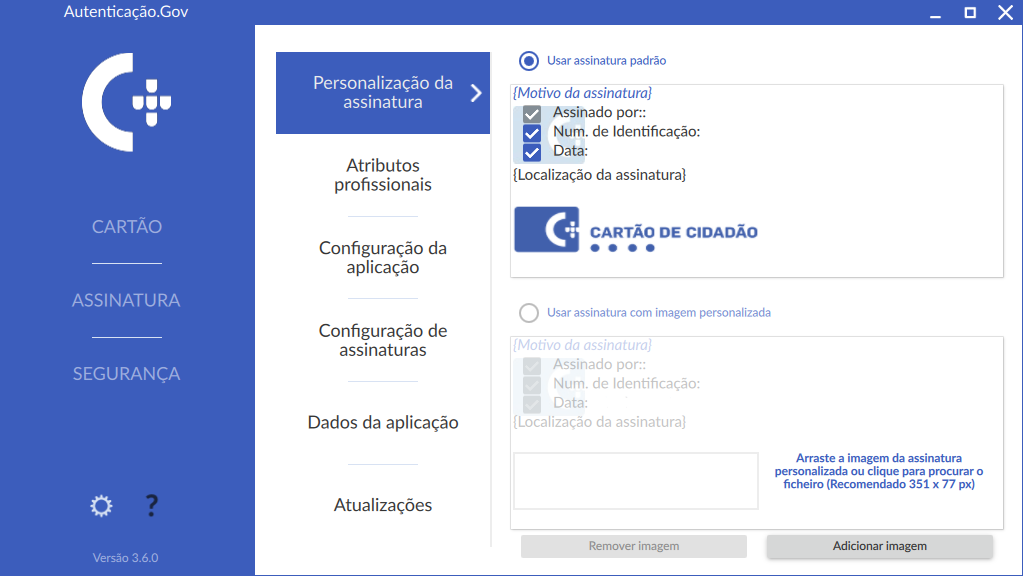 Autenticação.Gov
CARTÃO
ASSINATURA
SEGURANÇA
?
Versão 3.6.0
Personalização da
assinatura
Atributos
profissionais
Configuração da
aplicação
Configuração de
assinaturas
Dados da aplicação
Atualizações
Usar assinatura padrão
{Motivo da assinatura}
Assinado por::
Num. de Identificação:
Data:
{Localização da assinatura}
CARTÃO DE CIDADÃO
Usar assinatura com imagem personalizada
{Motivo da assinatura}
Assinado por::
Num. de Identificação:
Data:
{Localização da assinatura}
Arraste a imagem da assinatura
personalizada ou clique para procurar o
ficheiro (Recomendado 351 x 77 px)
Remover imagem
Adicionar imagem